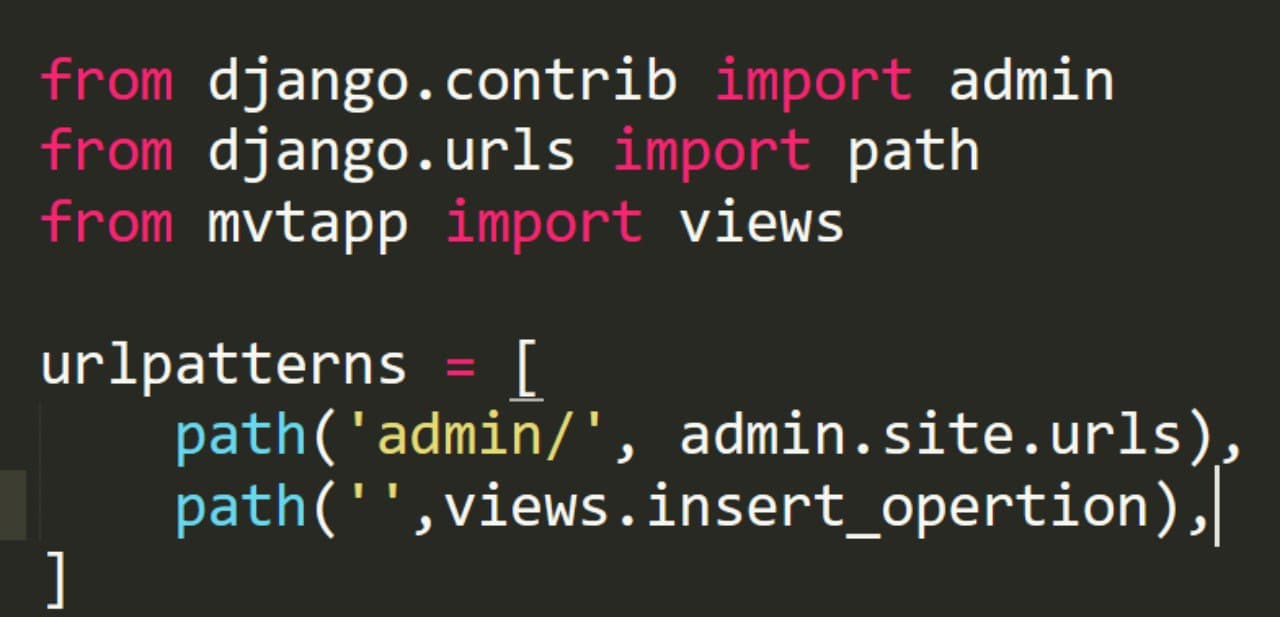 from django.contrib import admin
from django.urls import path
from mvtapp import views
urlpatterns = [
    path('admin/', admin.site.urls),
    path('',views.insert_opertion),
]